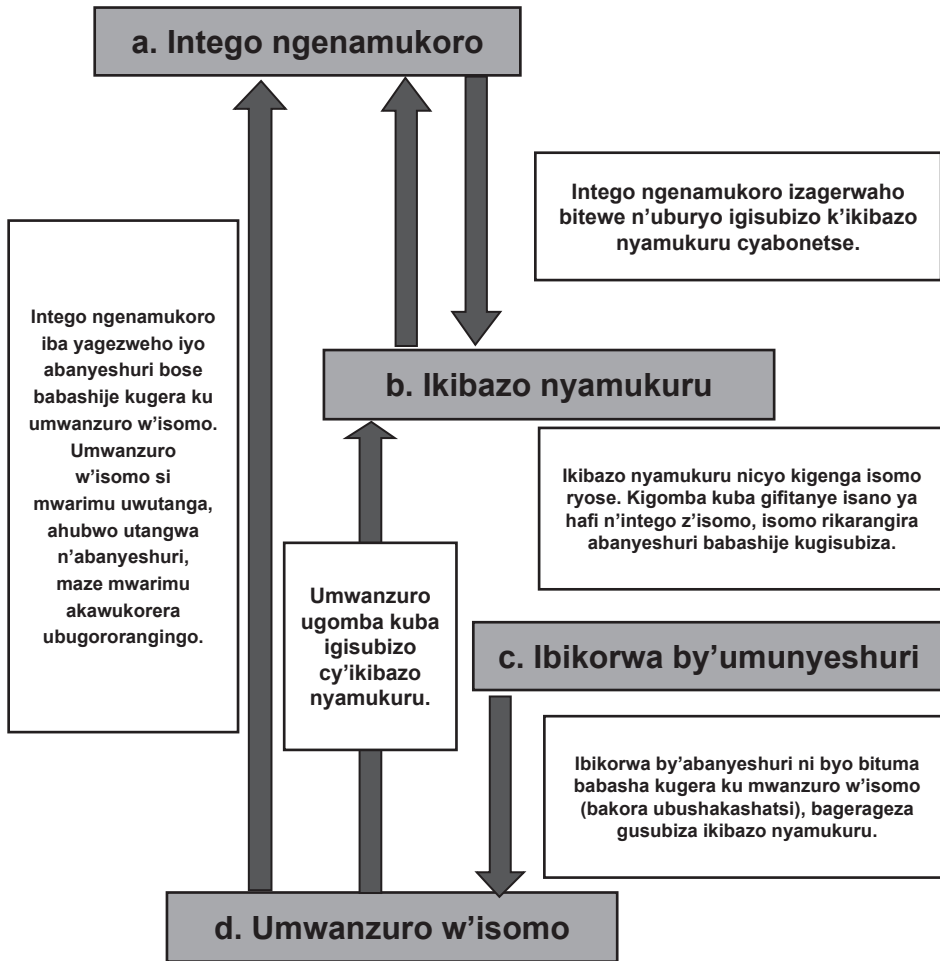 a. Intego ngenamukoro
Intego ngenamukoro izagerwaho
bitewe n'uburyo igisubizo k'ikibazo
nyamukuru cyabonetse.
Intego ngenamukoro
iba yagezweho iyo
abanyeshuri bose
babashije kugera ku
umwanzuro w'isomo.
Umwanzuro
w'isomo si
mwarimu uwutanga,
ahubwo utangwa
n'abanyeshuri,
maze mwarimu
akawukorera
ubugororangingo.
b. Ikibazo nyamukuru
Ikibazo nyamukuru nicyo kigenga isomo
ryose. Kigomba kuba gifitanye isano ya
hafi n'intego z'isomo, isomo rikarangira
abanyeshuri babashije kugisubiza.
Umwanzuro
ugomba kuba
igisubizo
cy'ikibazo
nyamukuru.
c. Ibikorwa by'umunyeshuri
Ibikorwa by'abanyeshuri ni byo bituma
babasha kugera ku mwanzuro w'isomo
(bakora ubushakashatsi), bagerageza
gusubiza ikibazo nyamukuru.
d. Umwanzuro w'isomo